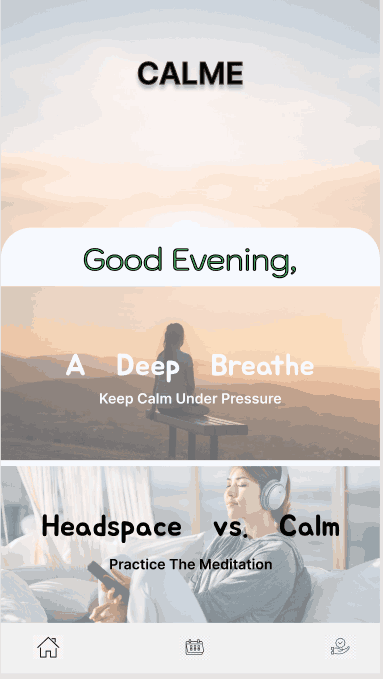 CALME
Good Evening,
A Deep Breathe
Keep Calm Under Pressure
Headspace vs. Calm
Practice The Meditation